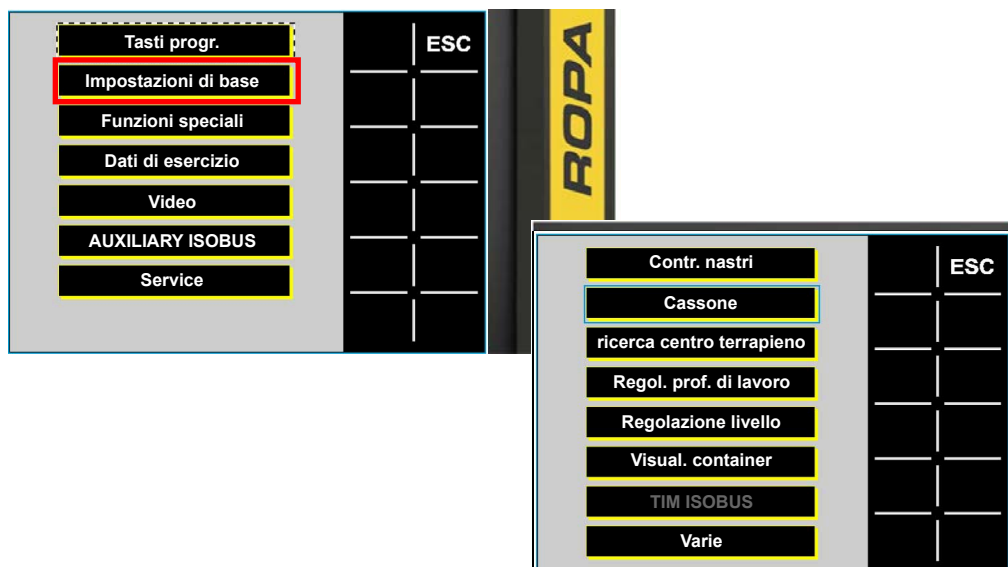 Tasti progr.
ESC
Impostazioni di base
Funzioni speciali
Dati di esercizio
Video
AUXILIARY ISOBUS
Service
ROPA
Contr. nastri
ESC
Cassone
ricerca centro terrapieno
Regol. prof. di lavoro
Regolazione livello
Visual. container
TIM ISOBUS
Varie